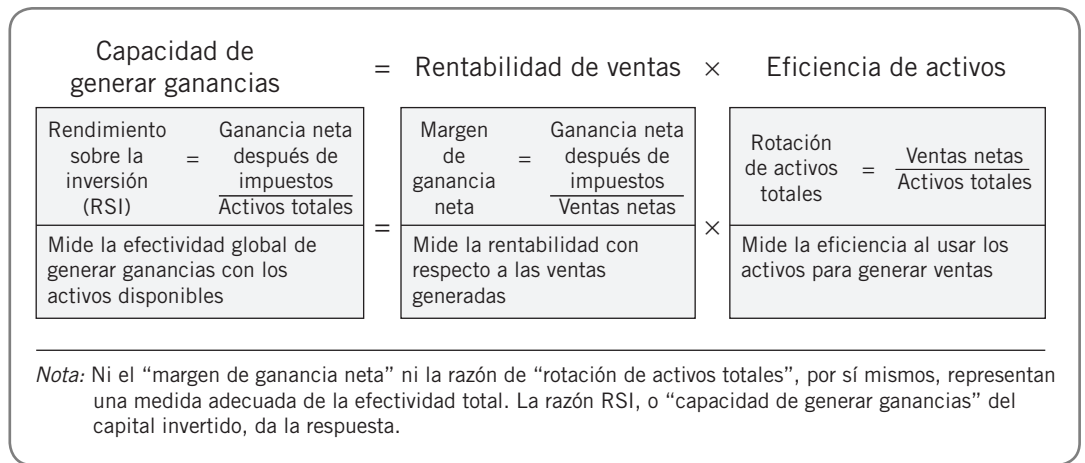 Capacidad de
generar ganancias = Rentabilidad de ventas × Eficiencia de activos
Rendimiento
sobre la
inversión
(RSI)
=
Ganancia neta
después de
impuestos
Activos totales
Mide la efectividad global de
generar ganancias con los
activos disponibles
=
Margen
de
ganancia
neta
=
Ganancia neta
después de
impuestos
Ventas netas
Mide la rentabilidad con
respecto a las ventas
generadas
×
Rotación
de activos
totales
=
Ventas netas
Activos totales
Mide la eficiencia al usar los
activos para generar ventas
Nota: Ni el “margen de ganancia neta” ni la razón de “rotación de activos totales”, por sí mismos, representan
una medida adecuada de la efectividad total. La razón RSI, o “capacidad de generar ganancias” del
capital invertido, da la respuesta.